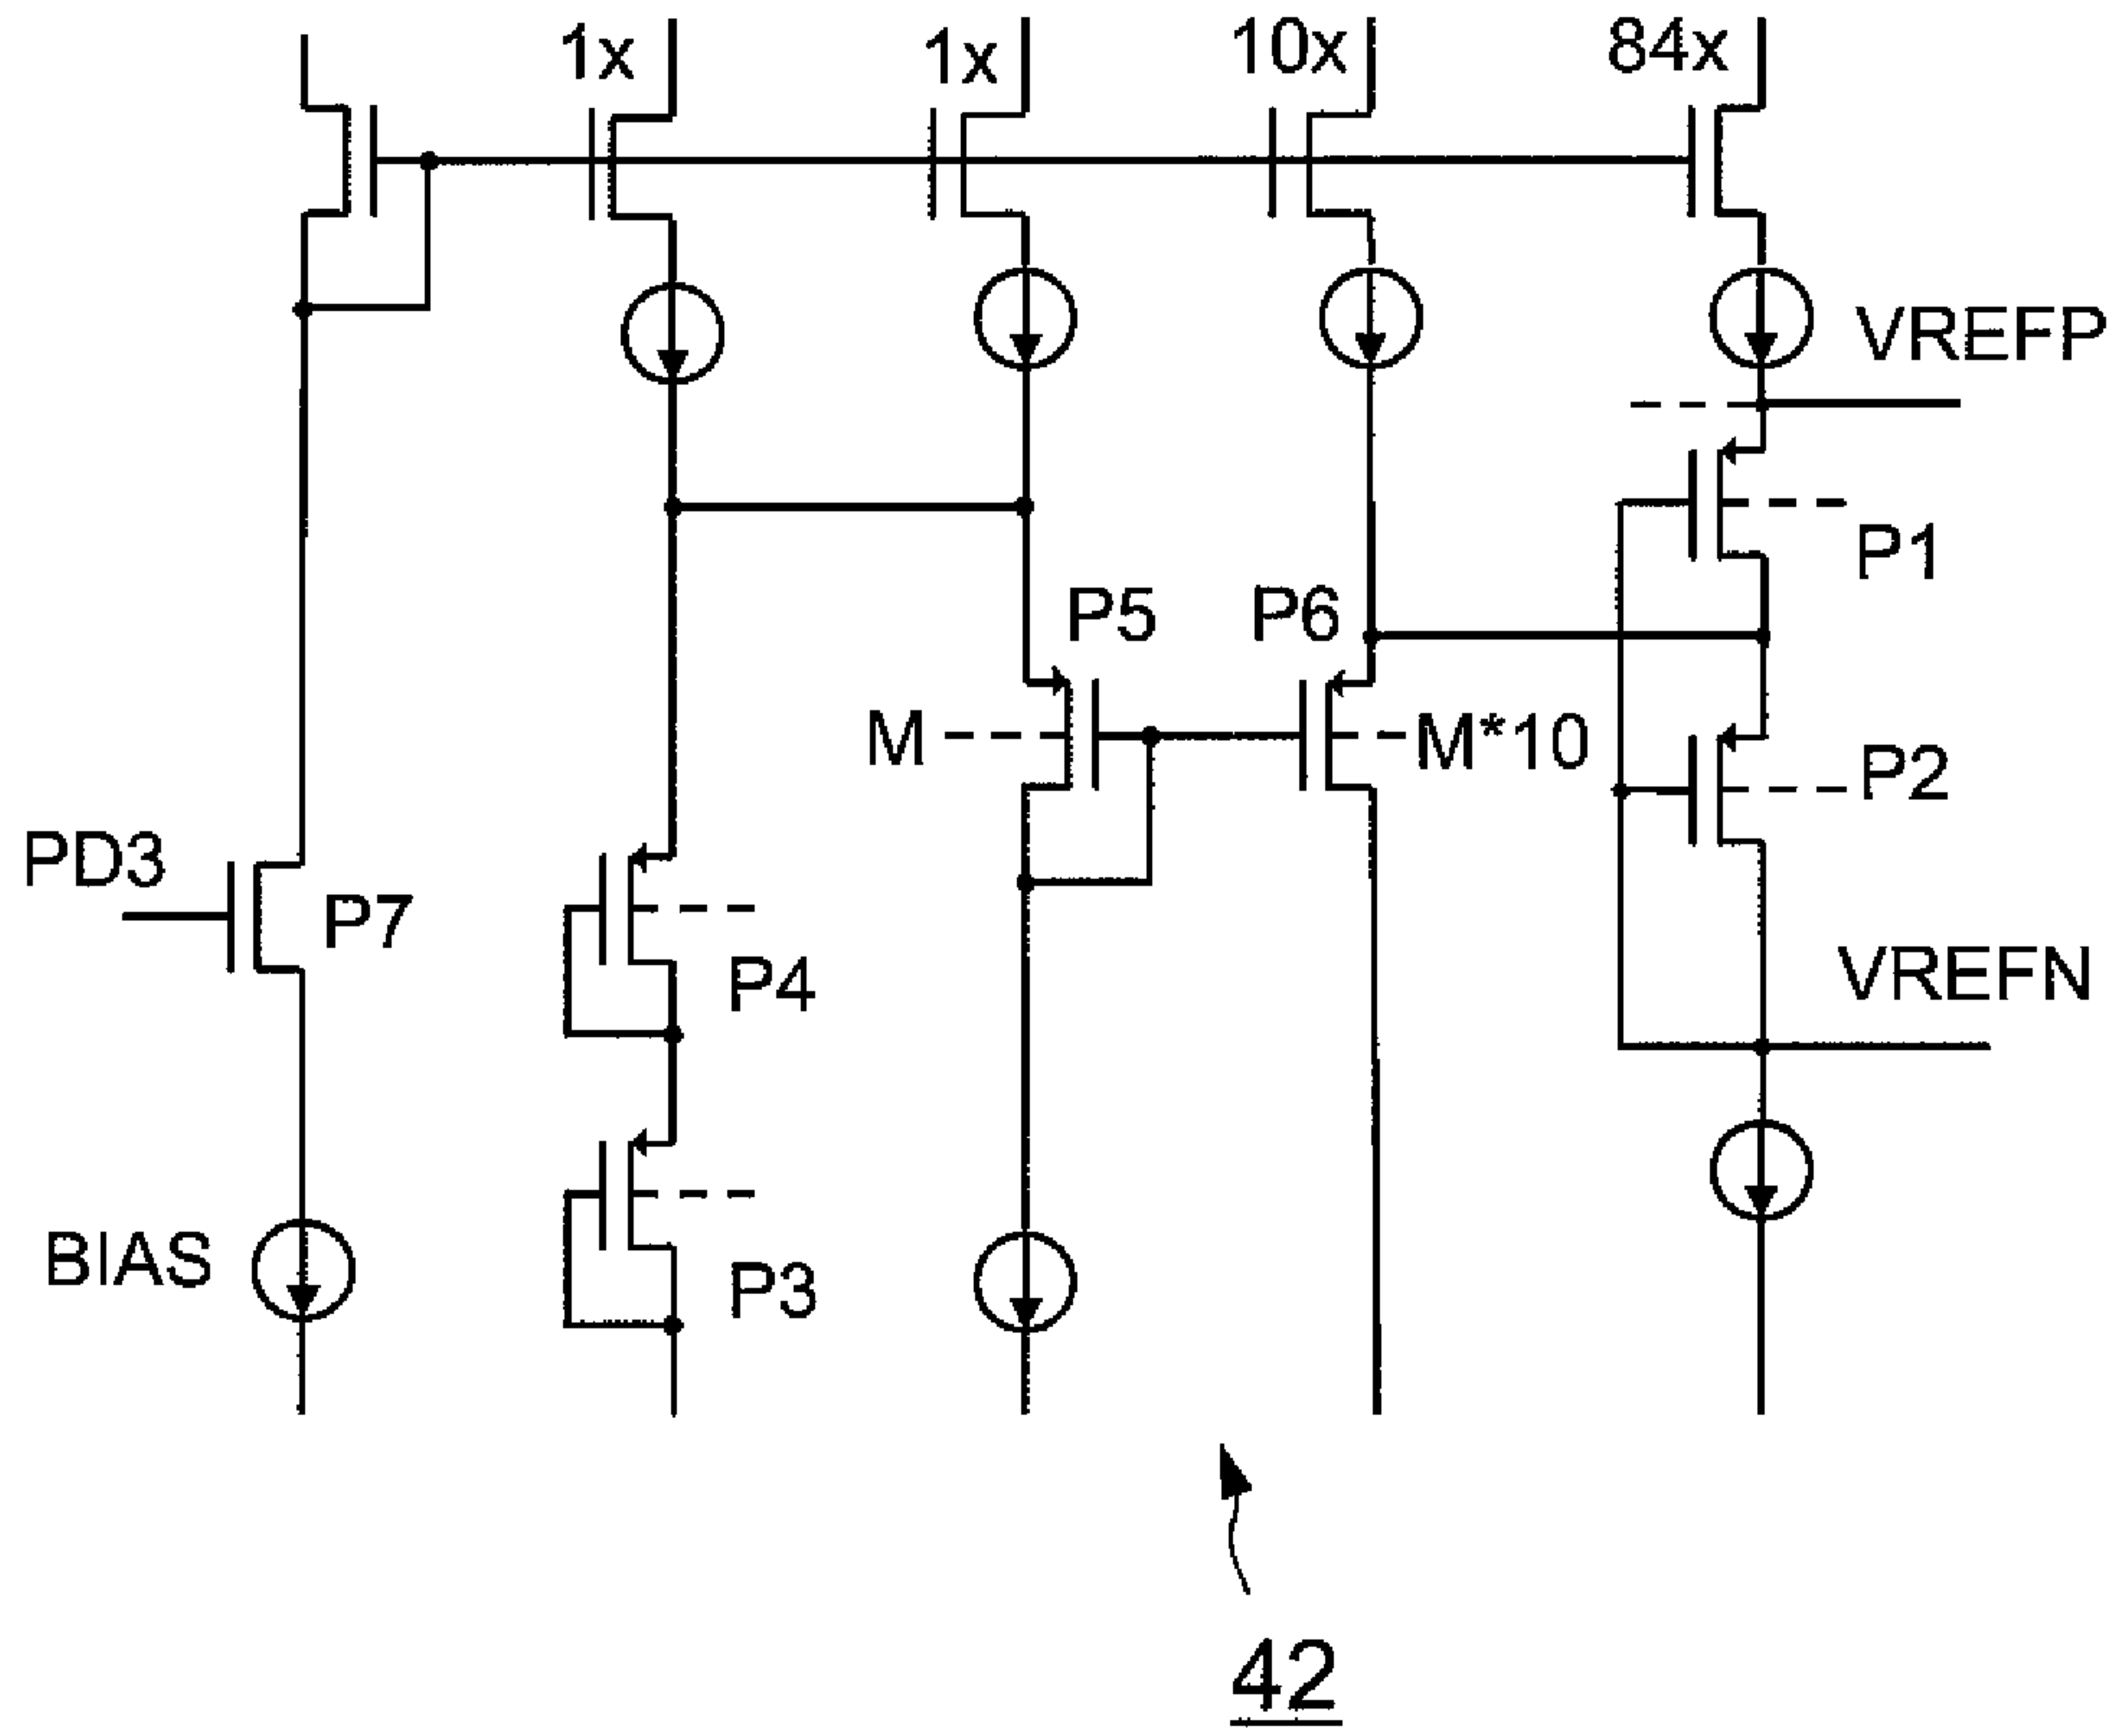 1x
1x
10x
84x
VREFP
P1
P5
P6
M
M*10
P2
PD3
P7
P4
VREFN
BIAS
P3
42